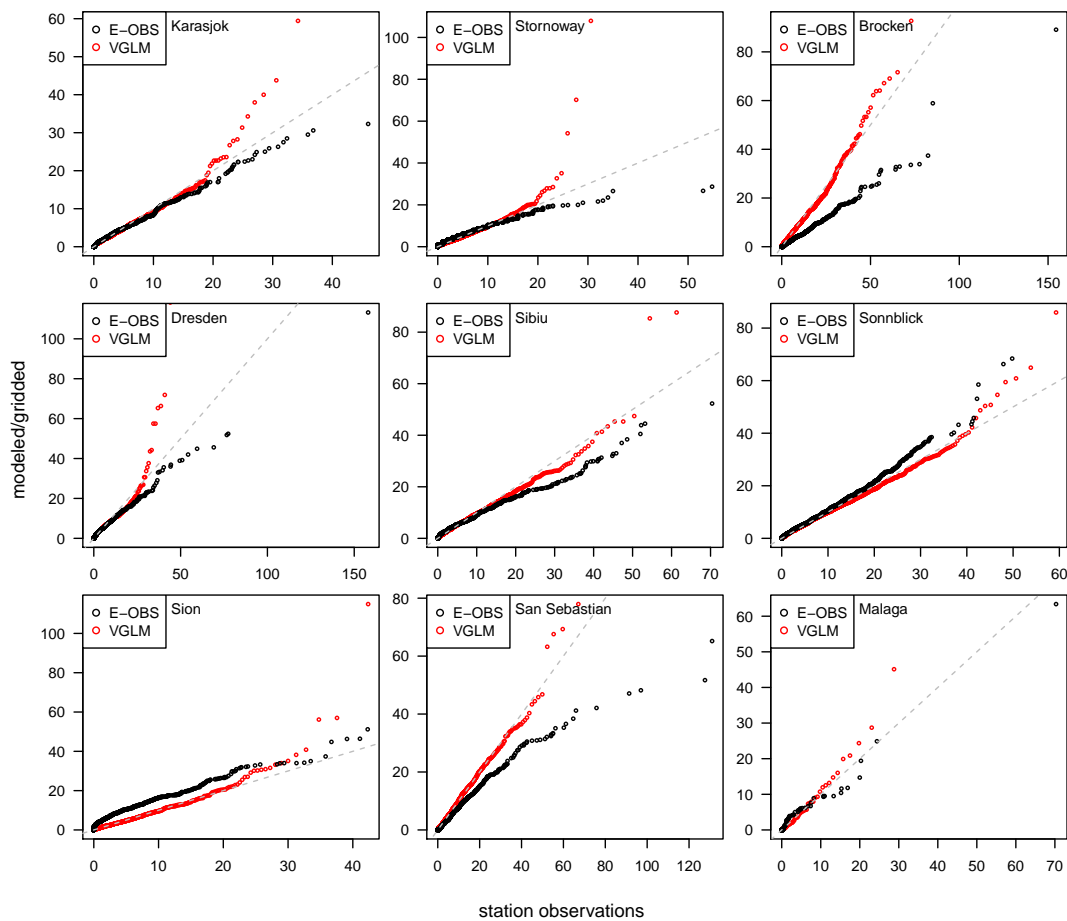 E−OBS
VGLM
Karasjok
0 10 20 30 40 50 60
0 10 20 30 40
E−OBS
VGLM
Stornoway
0 20 40 60 80 100
0 10 20 30 40 50
E−OBS
VGLM
Brocken
0 20 40 60 80
0 50 100 150
E−OBS
VGLM
Dresden
0 20 40 60 80 100
0 50 100 150
E−OBS
VGLM
Sibiu
0 20 40 60 80
0 10 20 30 40 50 60 70
E−OBS
VGLM
Sonnblick
0 20 40 60 80
0 10 20 30 40 50 60
E−OBS
VGLM
Sion
0 20 40 60 80 100
0 10 20 30 40
E−OBS
VGLM
San Sebastian
0 20 40 60 80
0 20 40 60 80 100 120
E−OBS
VGLM
Malaga
0 10 20 30 40 50 60
0 10 20 30 40 50 60 70
modeled/gridded
station observations